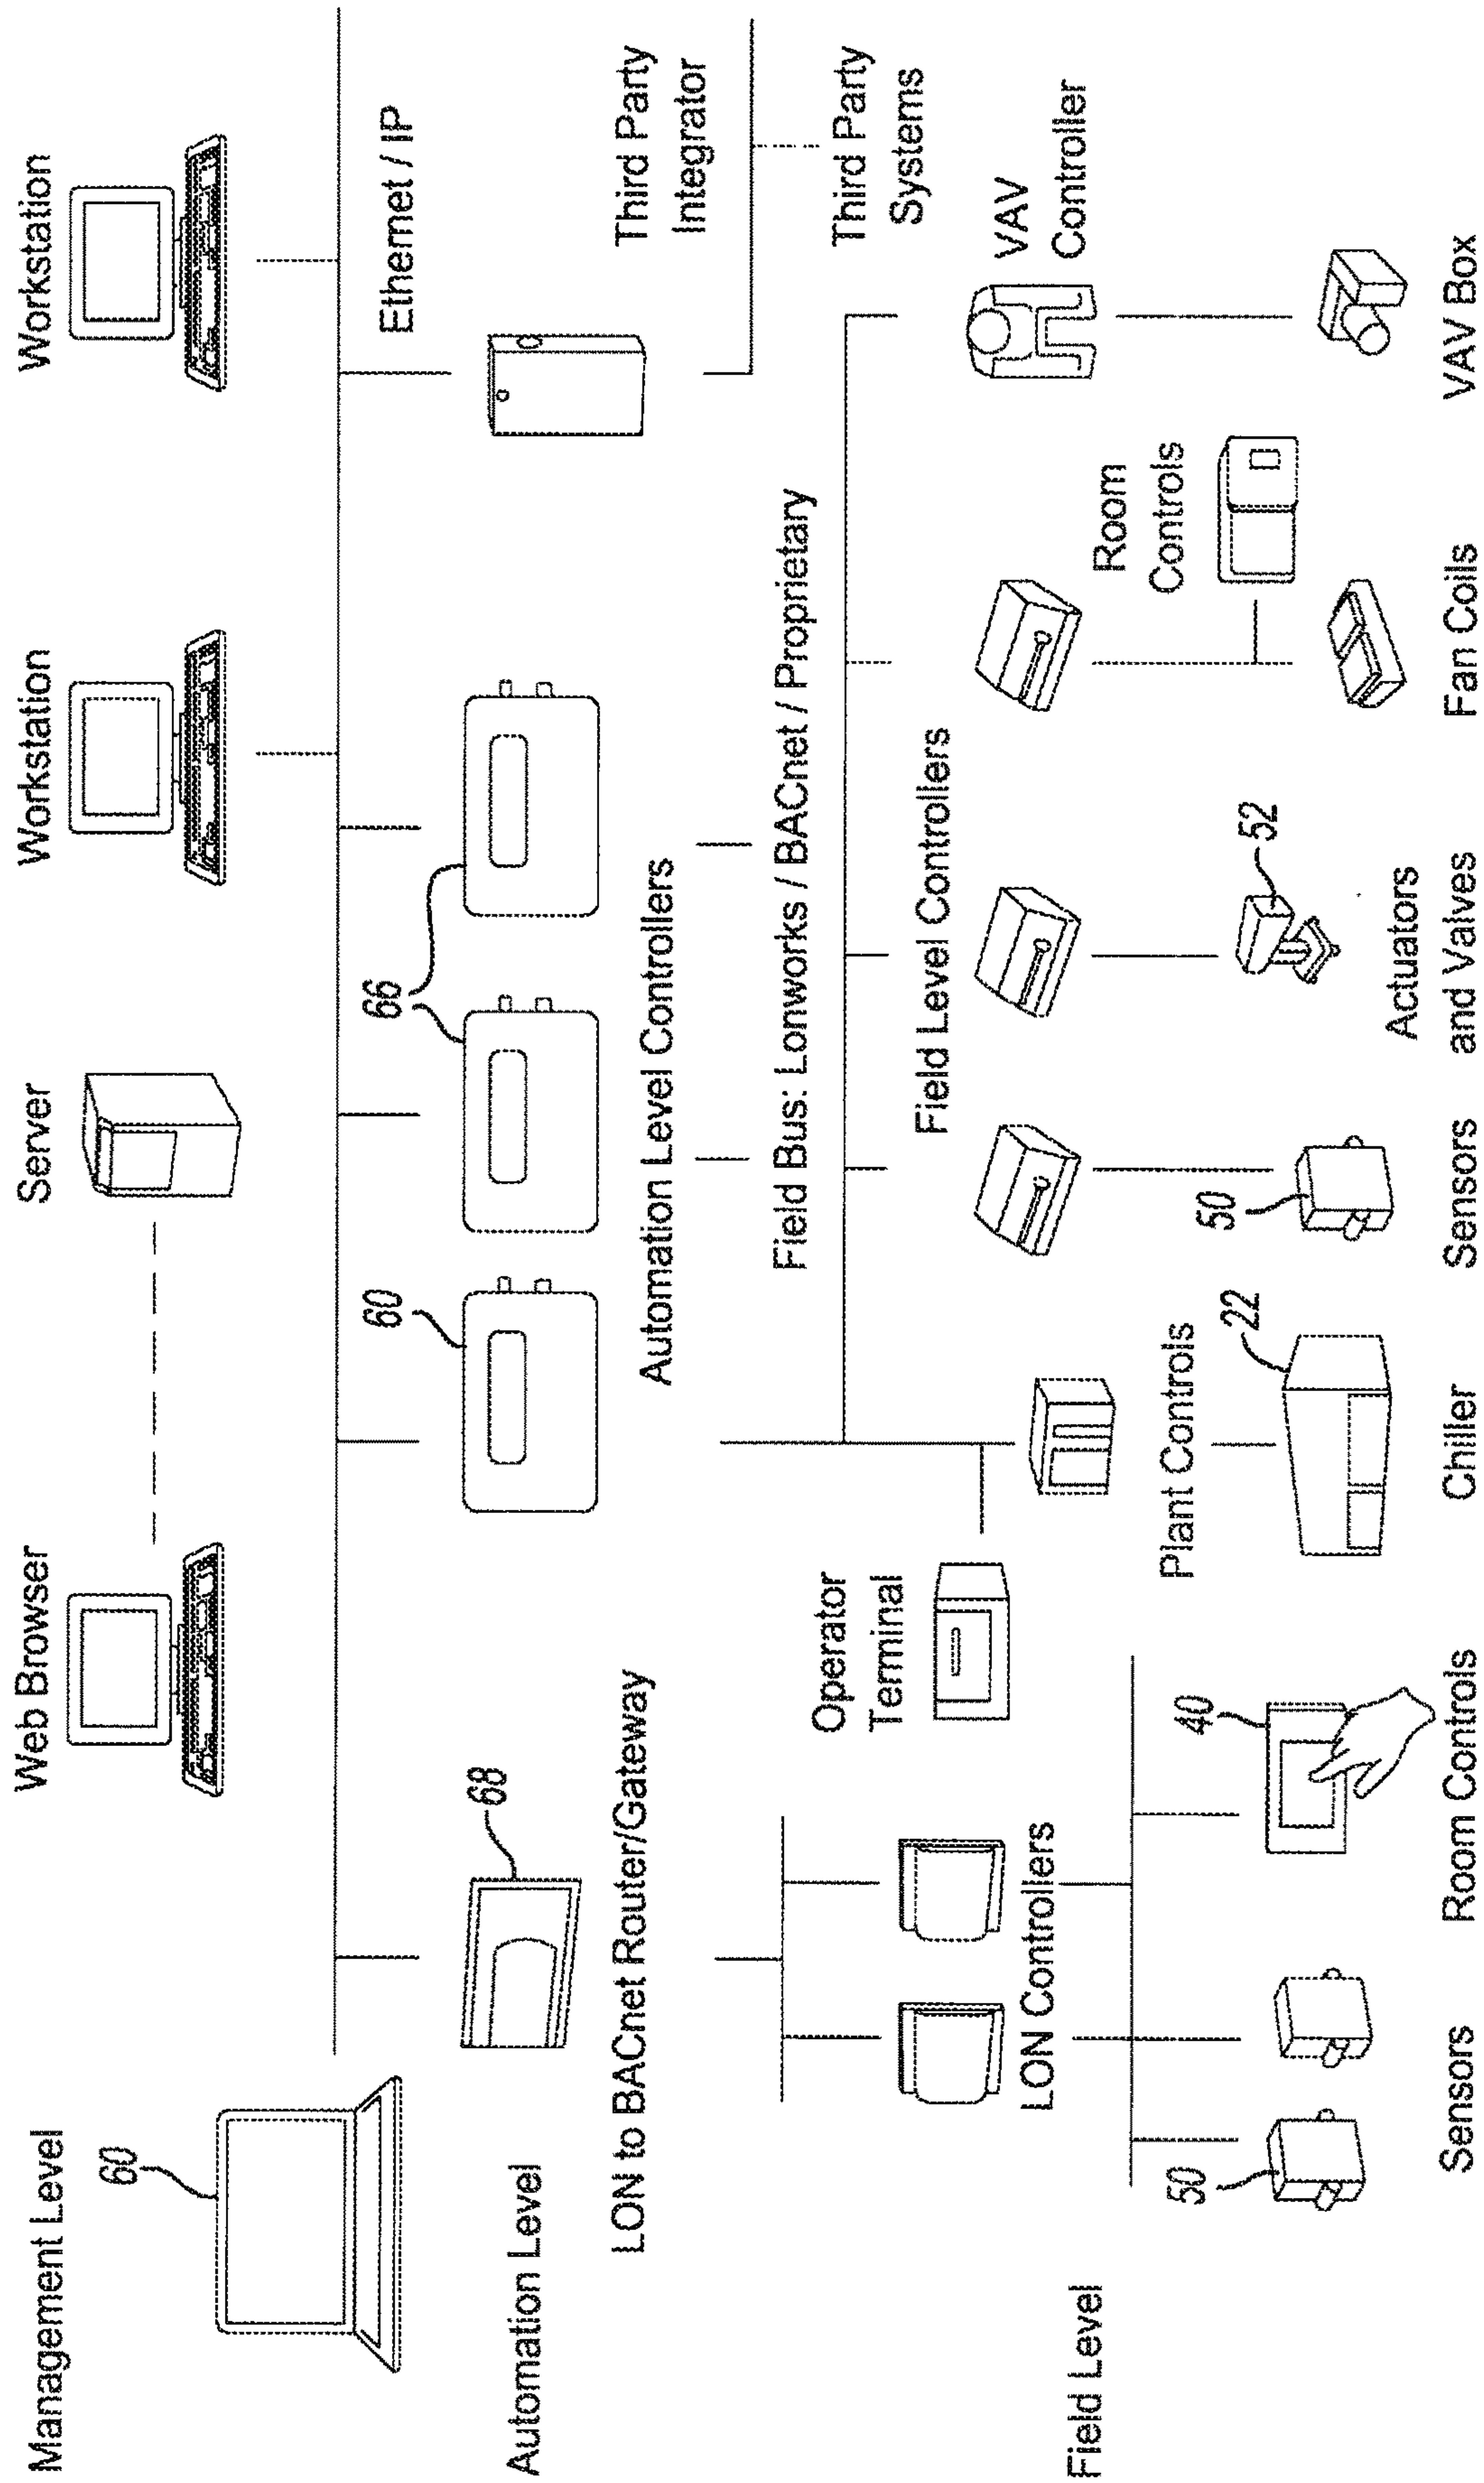 Management Level
Web Browser
Server
Workstation
Workstation
60
Ethernet / IP
Automation Level
68
60
66
LON to BACnet Router/Gateway
Automation Level Controllers
Third Party
Integrator
Field Bus: Lonworks / BACnet / Proprietary
Third Party
Systems
Operator
Terminal
Field Level Controllers
VAV
Controller
Field Level
LON Controllers
Plant Controls
Room
Controls
50
40
22
50
52
Sensors
Room Controls
Chiller
Sensors
Actuators
and Valves
Fan Coils
VAV Box